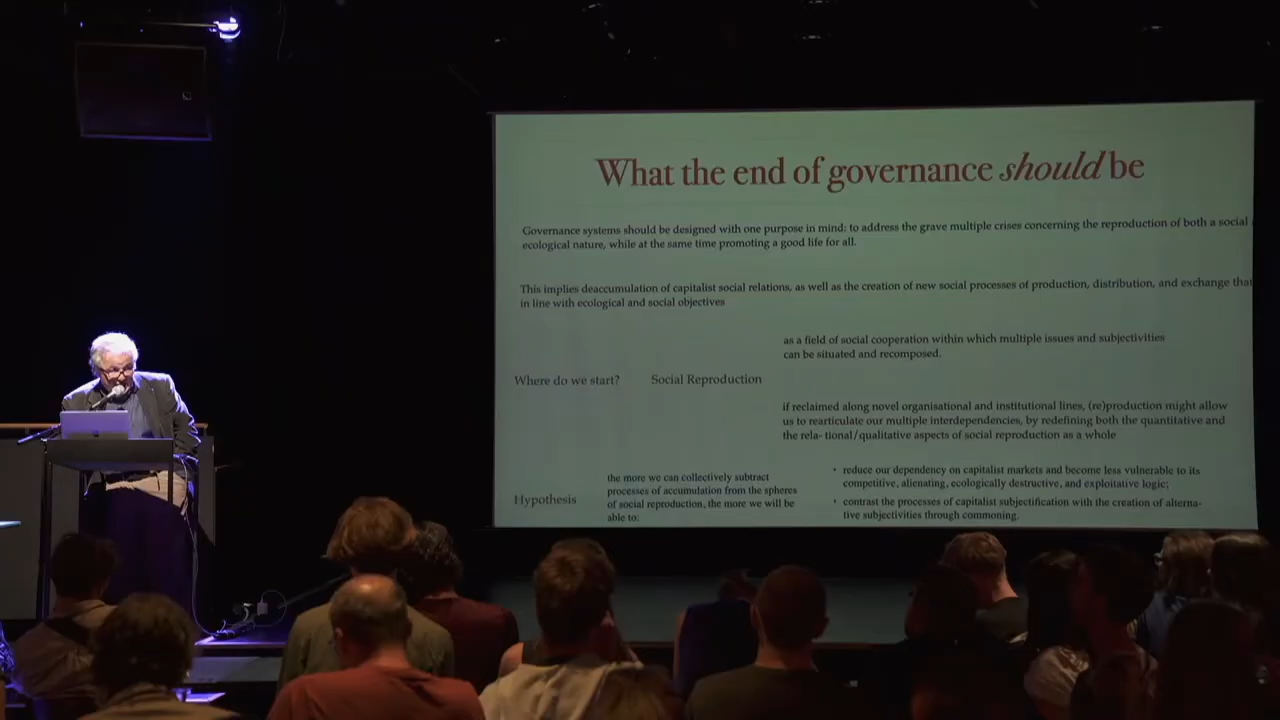 What the end of governance should be
Governance systems should be designed with one purpose in mind: to address the grave multiple crises concerning the reproduction of both a social
ecological nature, while at the same time promoting a good life for all.
This implies deaccumulation of capitalist social relations, as well as the creation of new social processes of production, distribution, and exchange that
in line with ecological and social objectives
as a field of social cooperation within which multiple issues and subjectivities
can be situated and recomposed.
Where do we start? Social Reproduction
if reclaimed along novel organisational and institutional lines, (re)production might allow
us to rearticulate our multiple interdependencies, by redefining both the quantitative and
the rela- tional/qualitative aspects of social reproduction as a whole
Hypothesis
the more we can collectively subtract
processes of accumulation from the spheres
of social reproduction, the more we will be
able to:
• reduce our dependency on capitalist markets and become less vulnerable to its
competitive, alienating, ecologically destructive, and exploitative logic;
• contrast the processes of capitalist subjectification with the creation of alterna-
tive subjectivities through commoning.